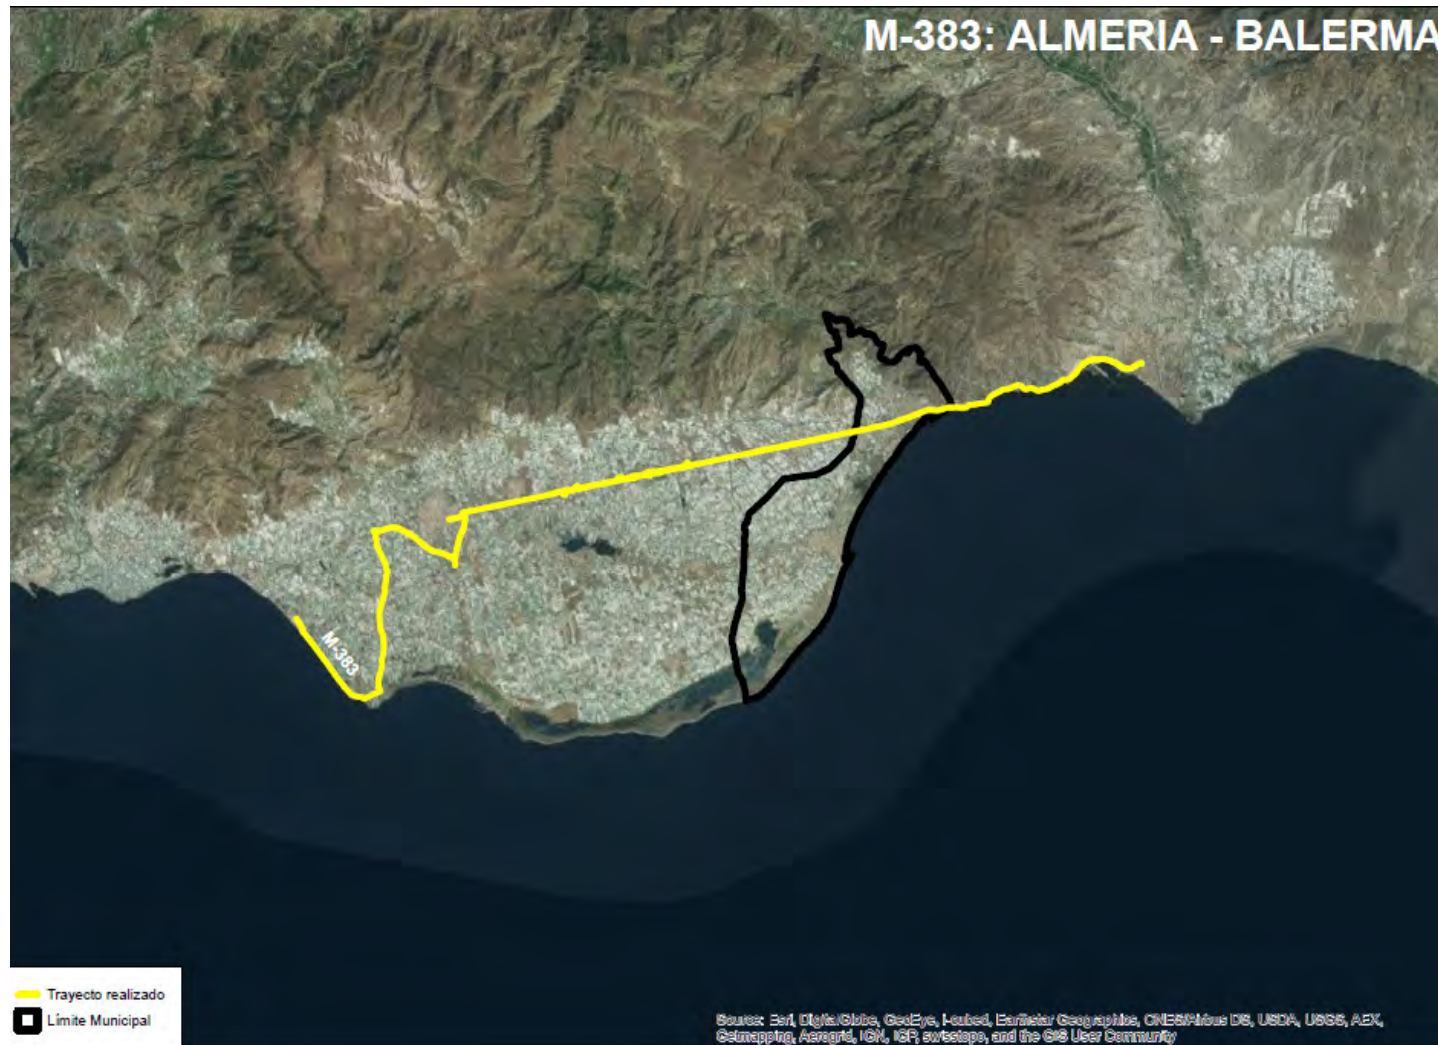 M-383: ALMERIA - BALERMA
M-383
Trayecto realizado
Límite Municipal
Source: Esri, DigitalGlobe, GeoEye, i-cubed, Earthstar Geographics, CNES/Airbus DS, USDA, USGS, AEX,
Getmapping, Aerogrid, IGN, IGP, swisstopo, and the GIS User Community